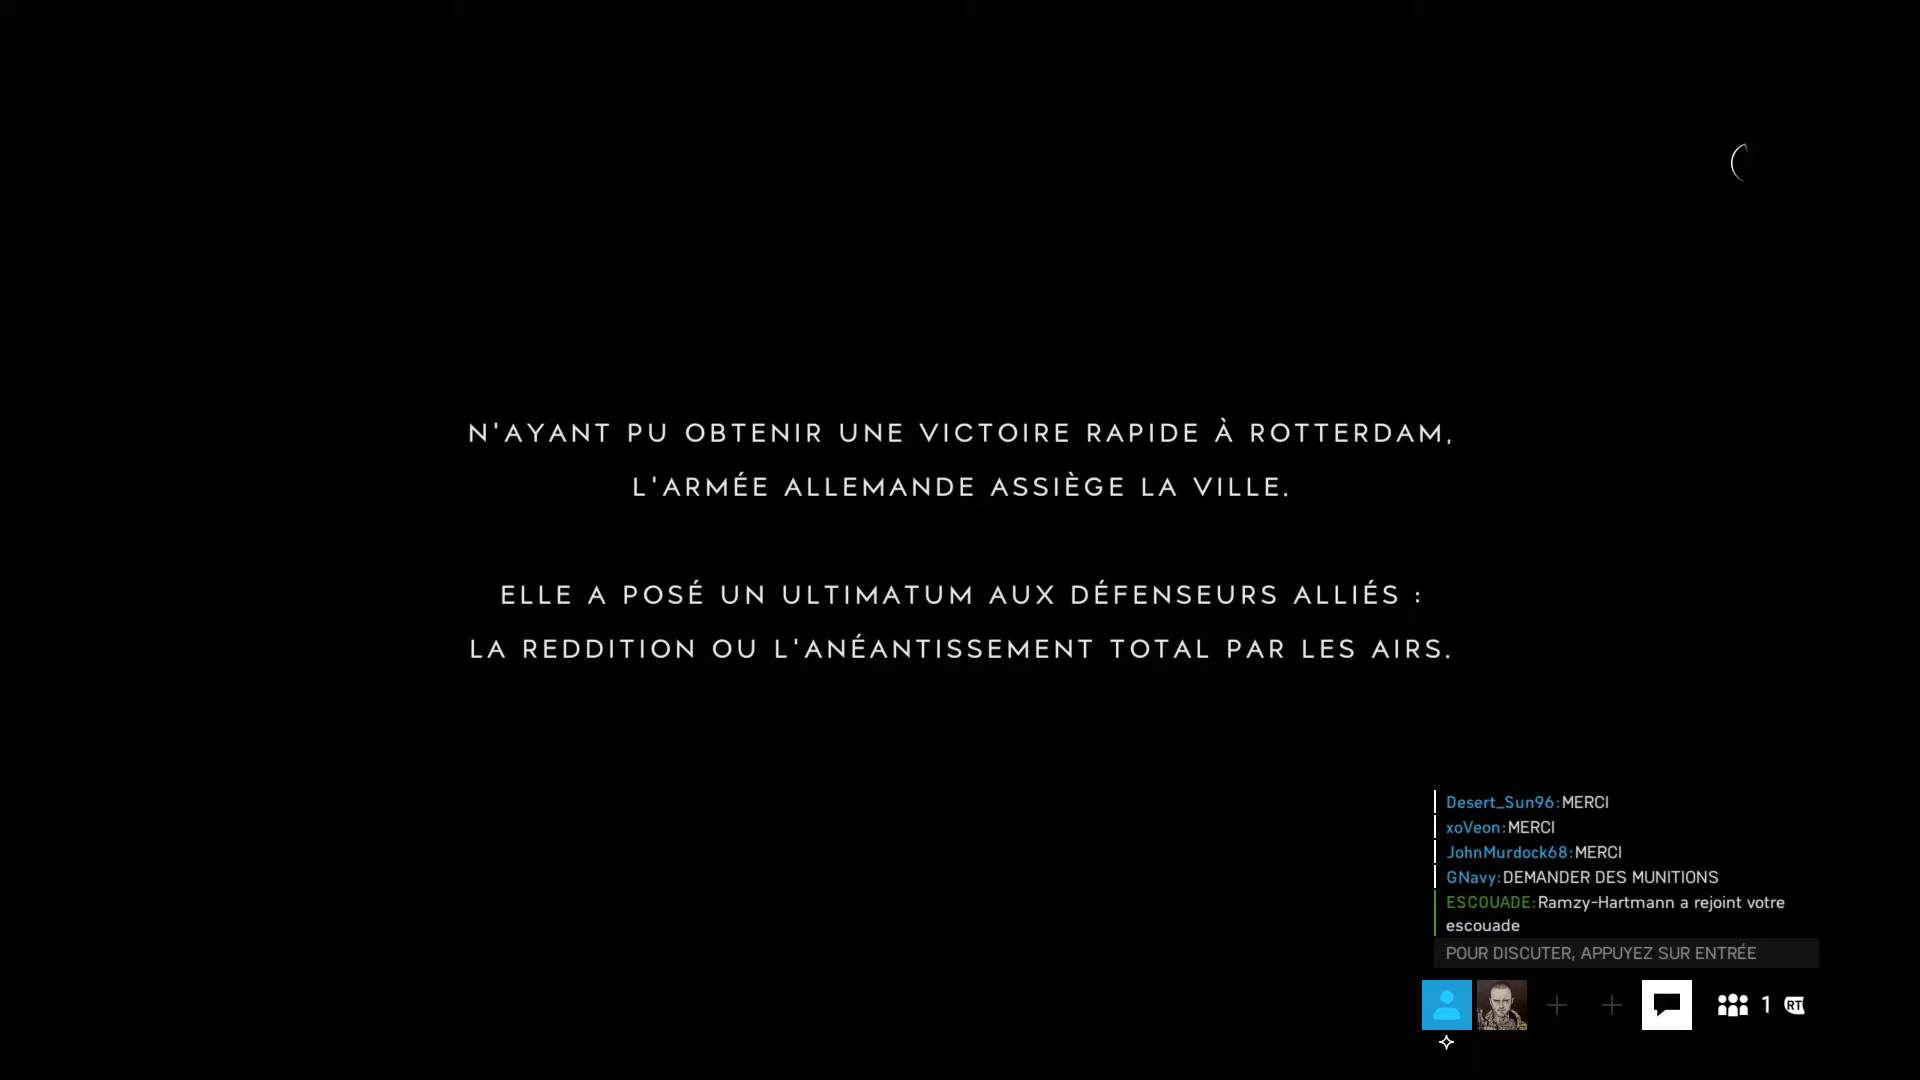 N'AYANT PU OBTENIR UNE VICTOIRE RAPIDE À ROTTERDAM,
L'ARMÉE ALLEMANDE ASSIÈGE LA VILLE.
ELLE A POSÉ UN ULTIMATUM AUX DÉFENSEURS ALLIÉS :
LA REDDITION OU L'ANÉANTISSEMENT TOTAL PAR LES AIRS.
Desert_Sun96:MERCI
xoVeon:MERCI
JohnMurdock68:MERCI
GNavy:DEMANDER DES MUNITIONS
ESCOUADE:Ramzy-Hartmann a rejoint votre
escouade
POUR DISCUTER, APPUYEZ SUR ENTRÉE
1 RT